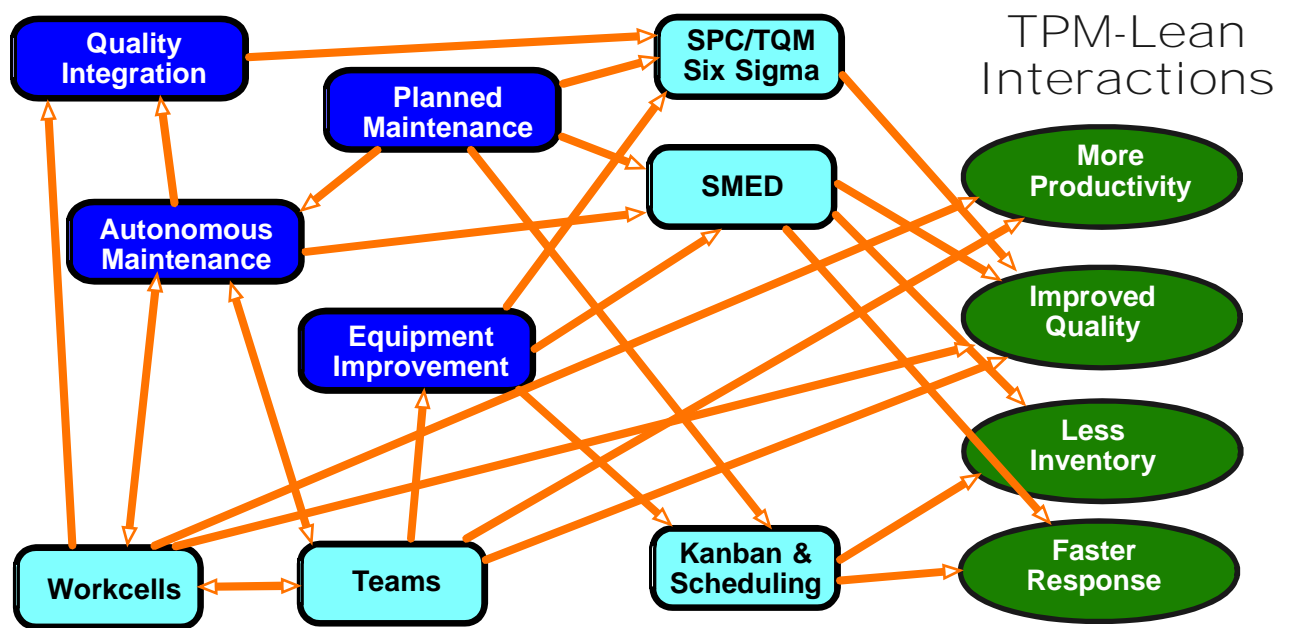 TPM-Lean
Interactions
Quality
Integration
SPC/TQM
Six Sigma
Planned
Maintenance
More
Productivity
SMED
Autonomous
Maintenance
Improved
Quality
Equipment
Improvement
Less
Inventory
Workcells
Teams
Kanban &
Scheduling
Faster
Response